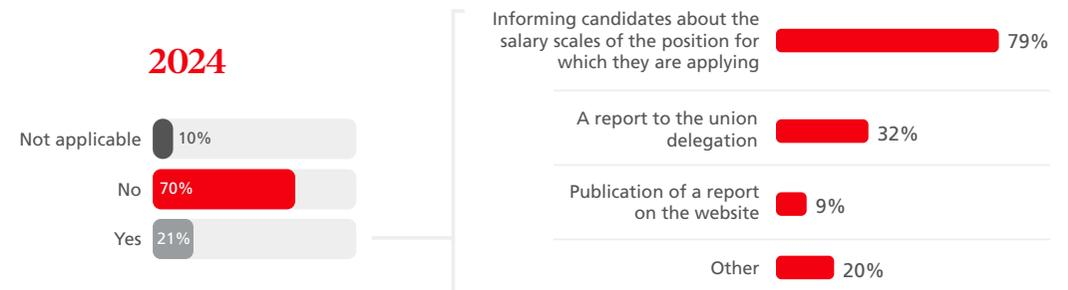 2024
Not applicable 10%
No 70%
Yes 21%
Informing candidates about the
salary scales of the position for
which they are applying
79%
A report to the union
delegation
32%
Publication of a report
on the website
9%
Other 20%